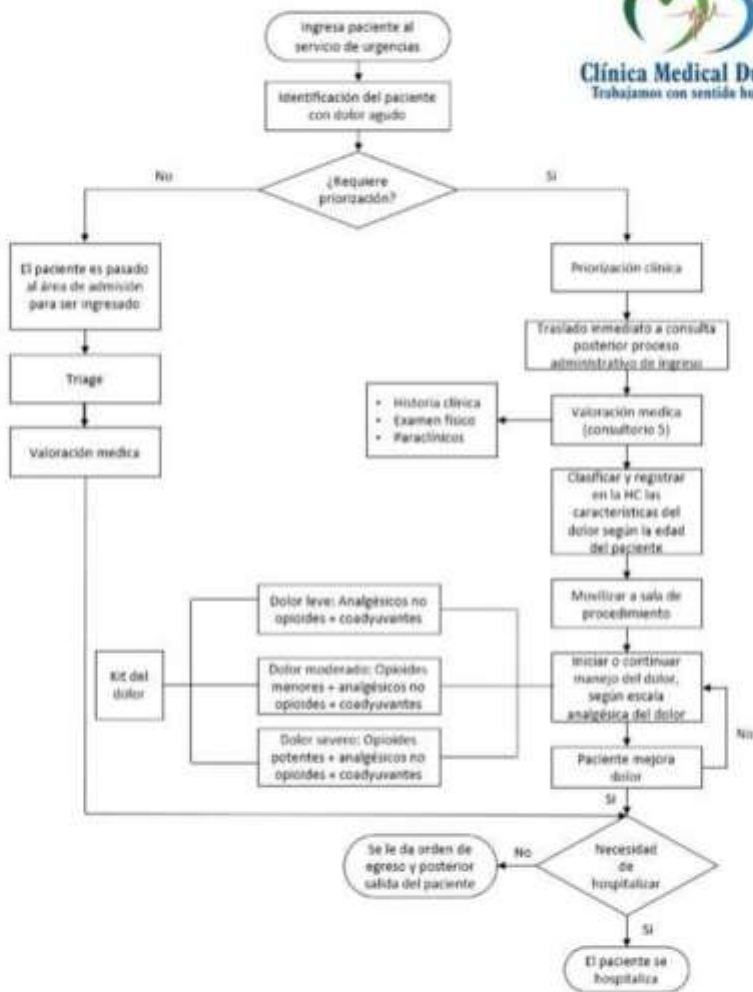 Ingresa paciente al
servicio de urgencias
Clínica Medical
Trabajamos con sentido
Identificación del paciente
con dolor agudo
No
¿Requiere
priorización?
Si
El paciente es pasado
al área de admisión
para ser ingresado
Priorización clínica
Traslado inmediato a consulta
posterior proceso
administrativo de ingreso
Triage
• Historia clínica
• Examen físico
• Paraclínicos
Valoración medica
(consultorio 5)
Valoración medica
Clasificar y registrar
en la HC las
características del
dolor según la edad
del paciente
Movilizar a sala de
procedimiento
Dolor leve: Analgésicos no
opioides + coadyuvantes
Kit del
dolor
Dolor moderado: Opioides
menores + analgésicos no
opioides + coadyuvantes
Iniciar o continuar
manejo del dolor,
según escala
analgésica del dolor
Dolor severo: Opioides
potentes + analgésicos no
opioides + coadyuvantes
No
Paciente mejora
dolor
Si
Se le da orden de
egreso y posterior
salida del paciente
No
Necesidad
de
hospitalizar
Si
El paciente se
hospitaliza